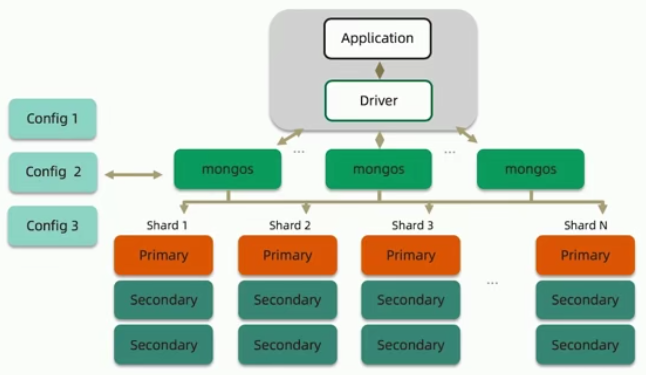 Application
Driver
Config 1
Config 2
Config 3
...
...
mongos
mongos
mongos
Shard 1
Shard 2
Shard 3
Shard N
Primary
Primary
Primary
Primary
...
Secondary
Secondary
Secondary
Secondary
Secondary
Secondary
Secondary
Secondary